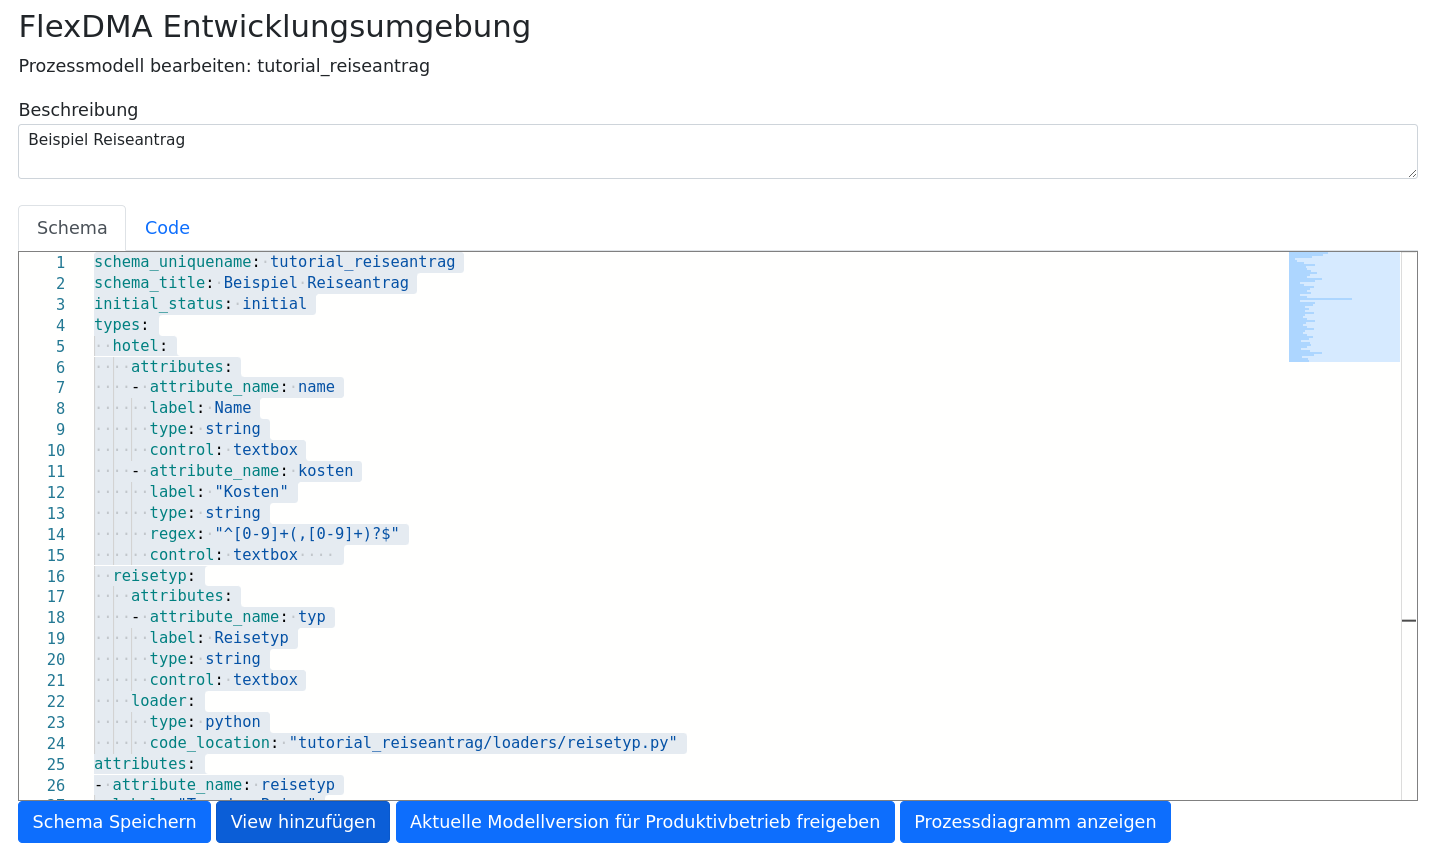 FlexDMA Entwicklungsumgebung
Prozessmodell bearbeiten: tutorial_reiseantrag
Beschreibung
Beispiel Reiseantrag
Schema Code
1 schema_uniquename: tutorial_reiseantrag
2 schema_title: Beispiel Reiseantrag
3 initial_status: initial
4 types:
5   hotel:
6     attributes:
7     - attribute_name: name
8       label: Name
9       type: string
10       control: textbox
11     - attribute_name: kosten
12       label: "Kosten"
13       type: string
14       regex: "^[0-9]+(,[0-9]+)?$"
15       control: textbox
16   reisetyp:
17     attributes:
18     - attribute_name: typ
19       label: Reisetyp
20       type: string
21       control: textbox
22     loader:
23       type: python
24       code_location: "tutorial_reiseantrag/loaders/reisetyp.py"
25 attributes:
26 - attribute_name: reisetyp
Schema Speichern View hinzufügen Aktuelle Modellversion für Produktivbetrieb freigeben Prozessdiagramm anzeigen